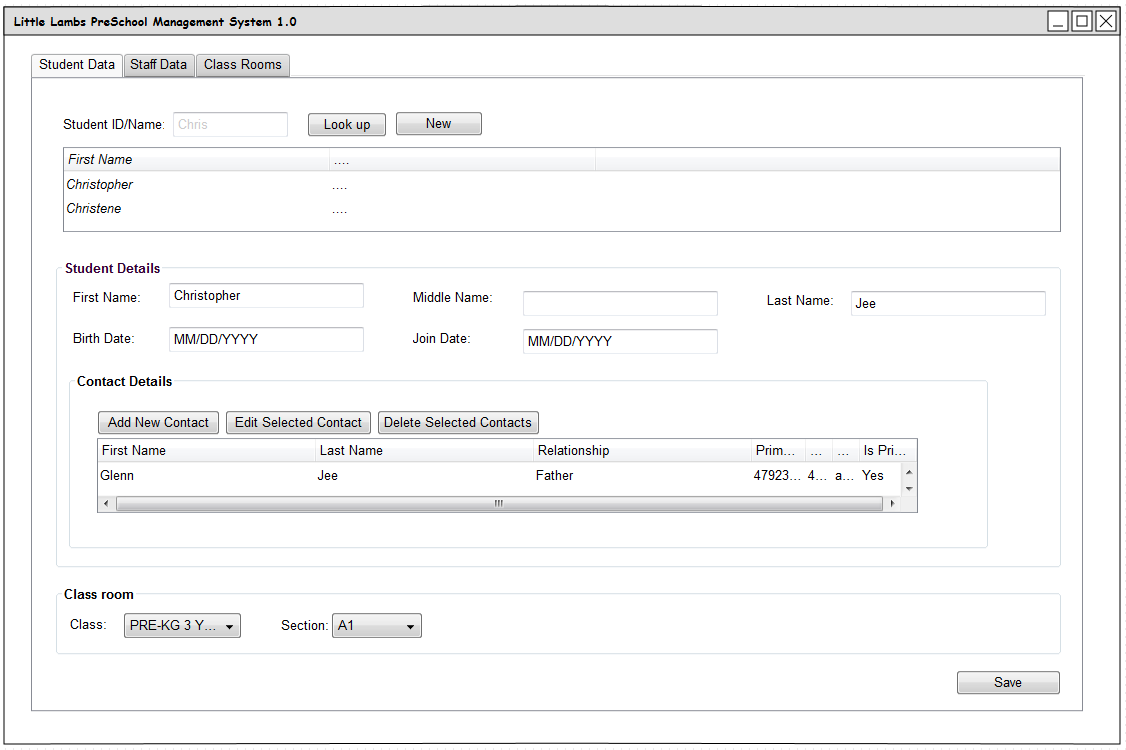 Little Lambs PreSchool Management System 1.0
Student Data Staff Data Class Rooms
Student ID/Name: Chris Look up New
First Name ....
Christopher ....
Christene ....
Student Details
First Name: Christopher Middle Name: Last Name: Jee
Birth Date: MM/DD/YYYY Join Date: MM/DD/YYYY
Contact Details
Add New Contact Edit Selected Contact Delete Selected Contacts
First Name Last Name Relationship Prim... ... ... Is Pri...
Glenn Jee Father 47923... 4... a... Yes
Class room
Class: PRE-KG 3 Y... Section: A1
Save